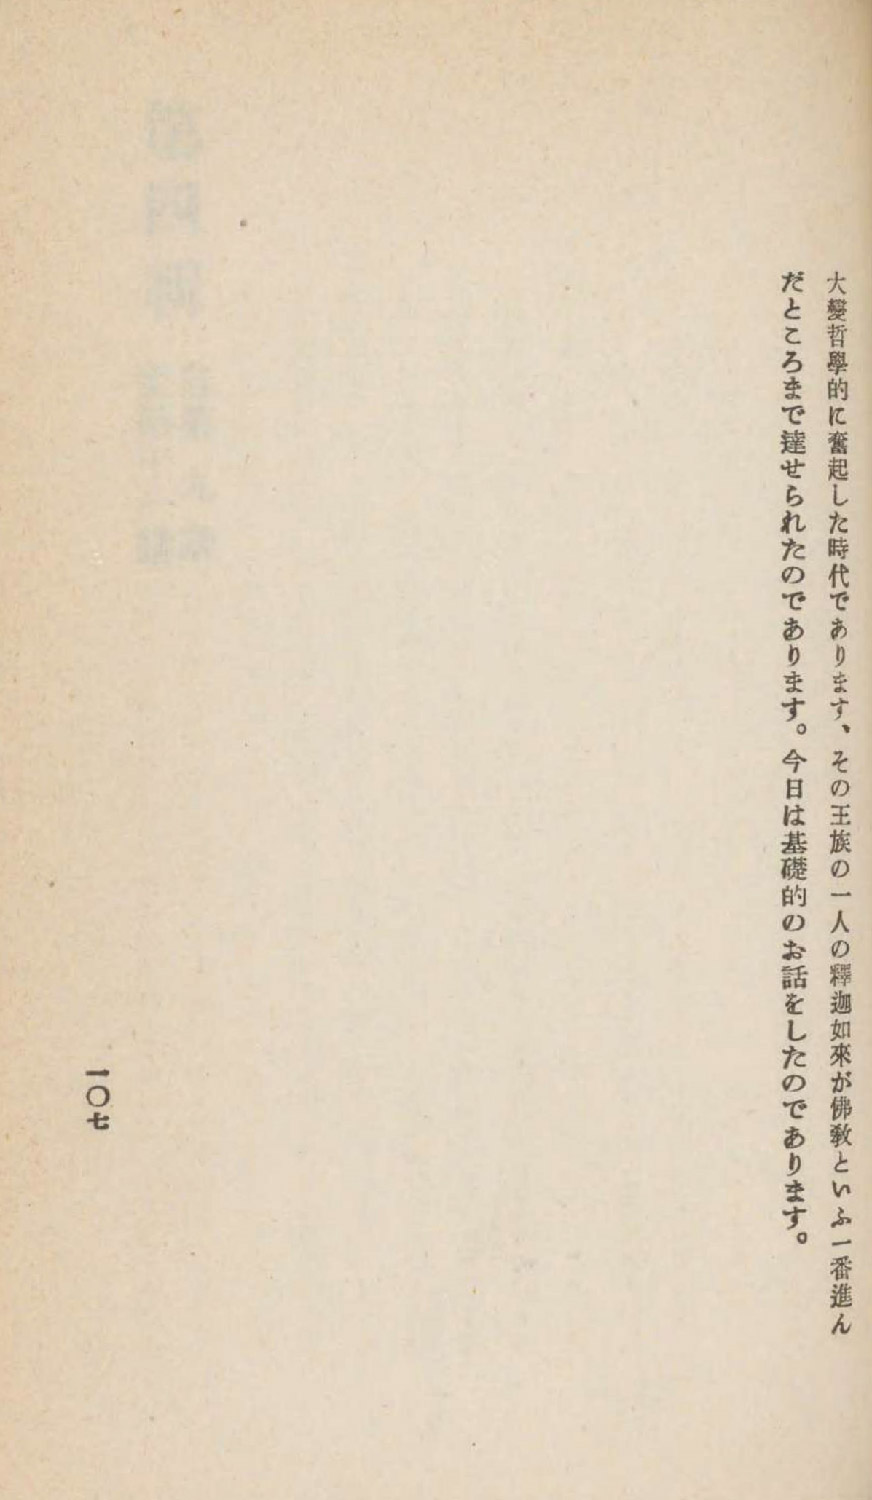 大變哲學的に奮起した時代であります、その王族の一人の釋迦如來が佛敎といふ一番進ん
だところまで達せられたのであります。今日は基礎的のお話をしたのであります。
一〇七